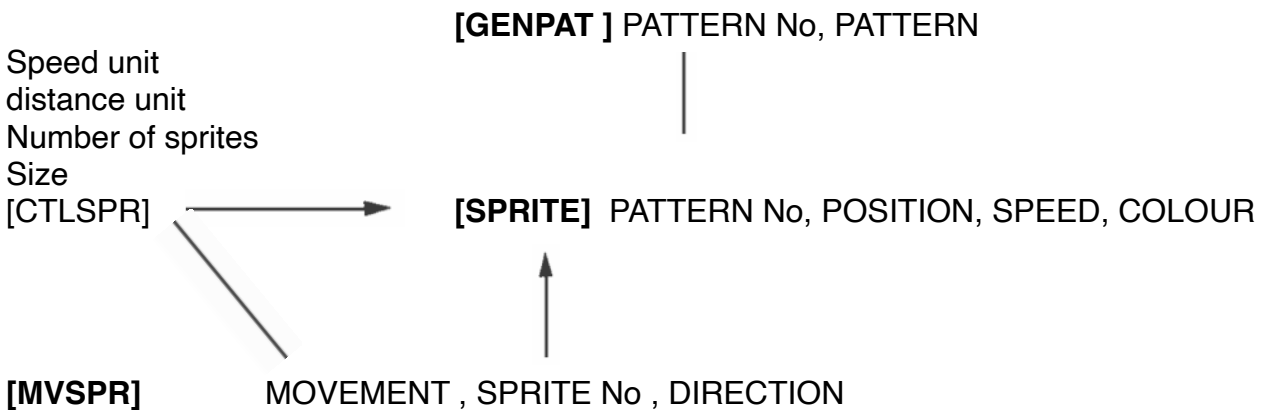 [GENPAT ] PATTERN No, PATTERN
Speed unit
distance unit
Number of sprites
Size
[CTLSPR] [SPRITE] PATTERN No, POSITION, SPEED, COLOUR
[MVSPR] MOVEMENT , SPRITE No , DIRECTION